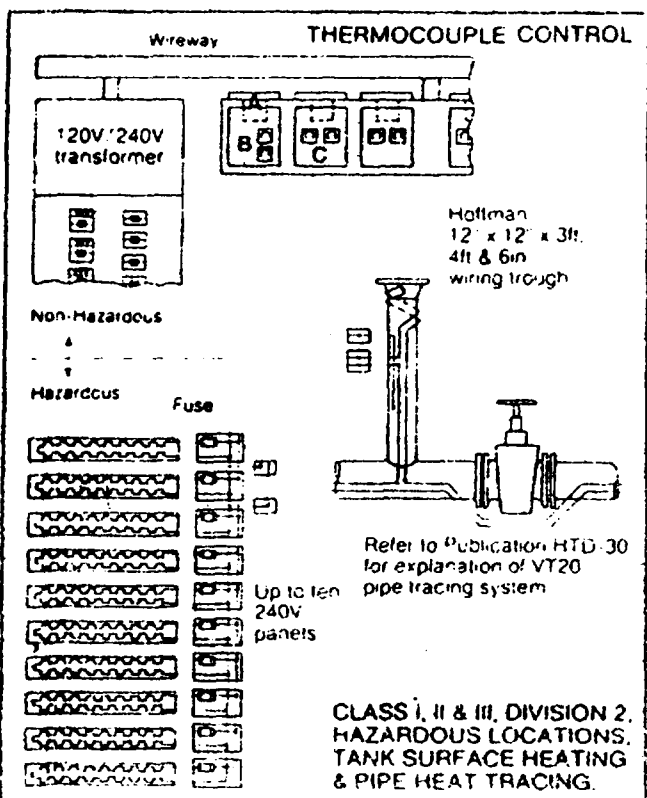 THERMOCOUPLE CONTROL
Wireway
120V/240V
transformer
A
B
C
Hoffman
12" x 12" x 3ft,
4ft & 6in
wiring trough
Non-Hazardous
Hazardous
Fuse
Refer to Publication HTD-30
for explanation of VT20
pipe tracing system
Up to ten
240V
panels
CLASS I, II & III, DIVISION 2,
HAZARDOUS LOCATIONS,
TANK SURFACE HEATING
& PIPE HEAT TRACING.